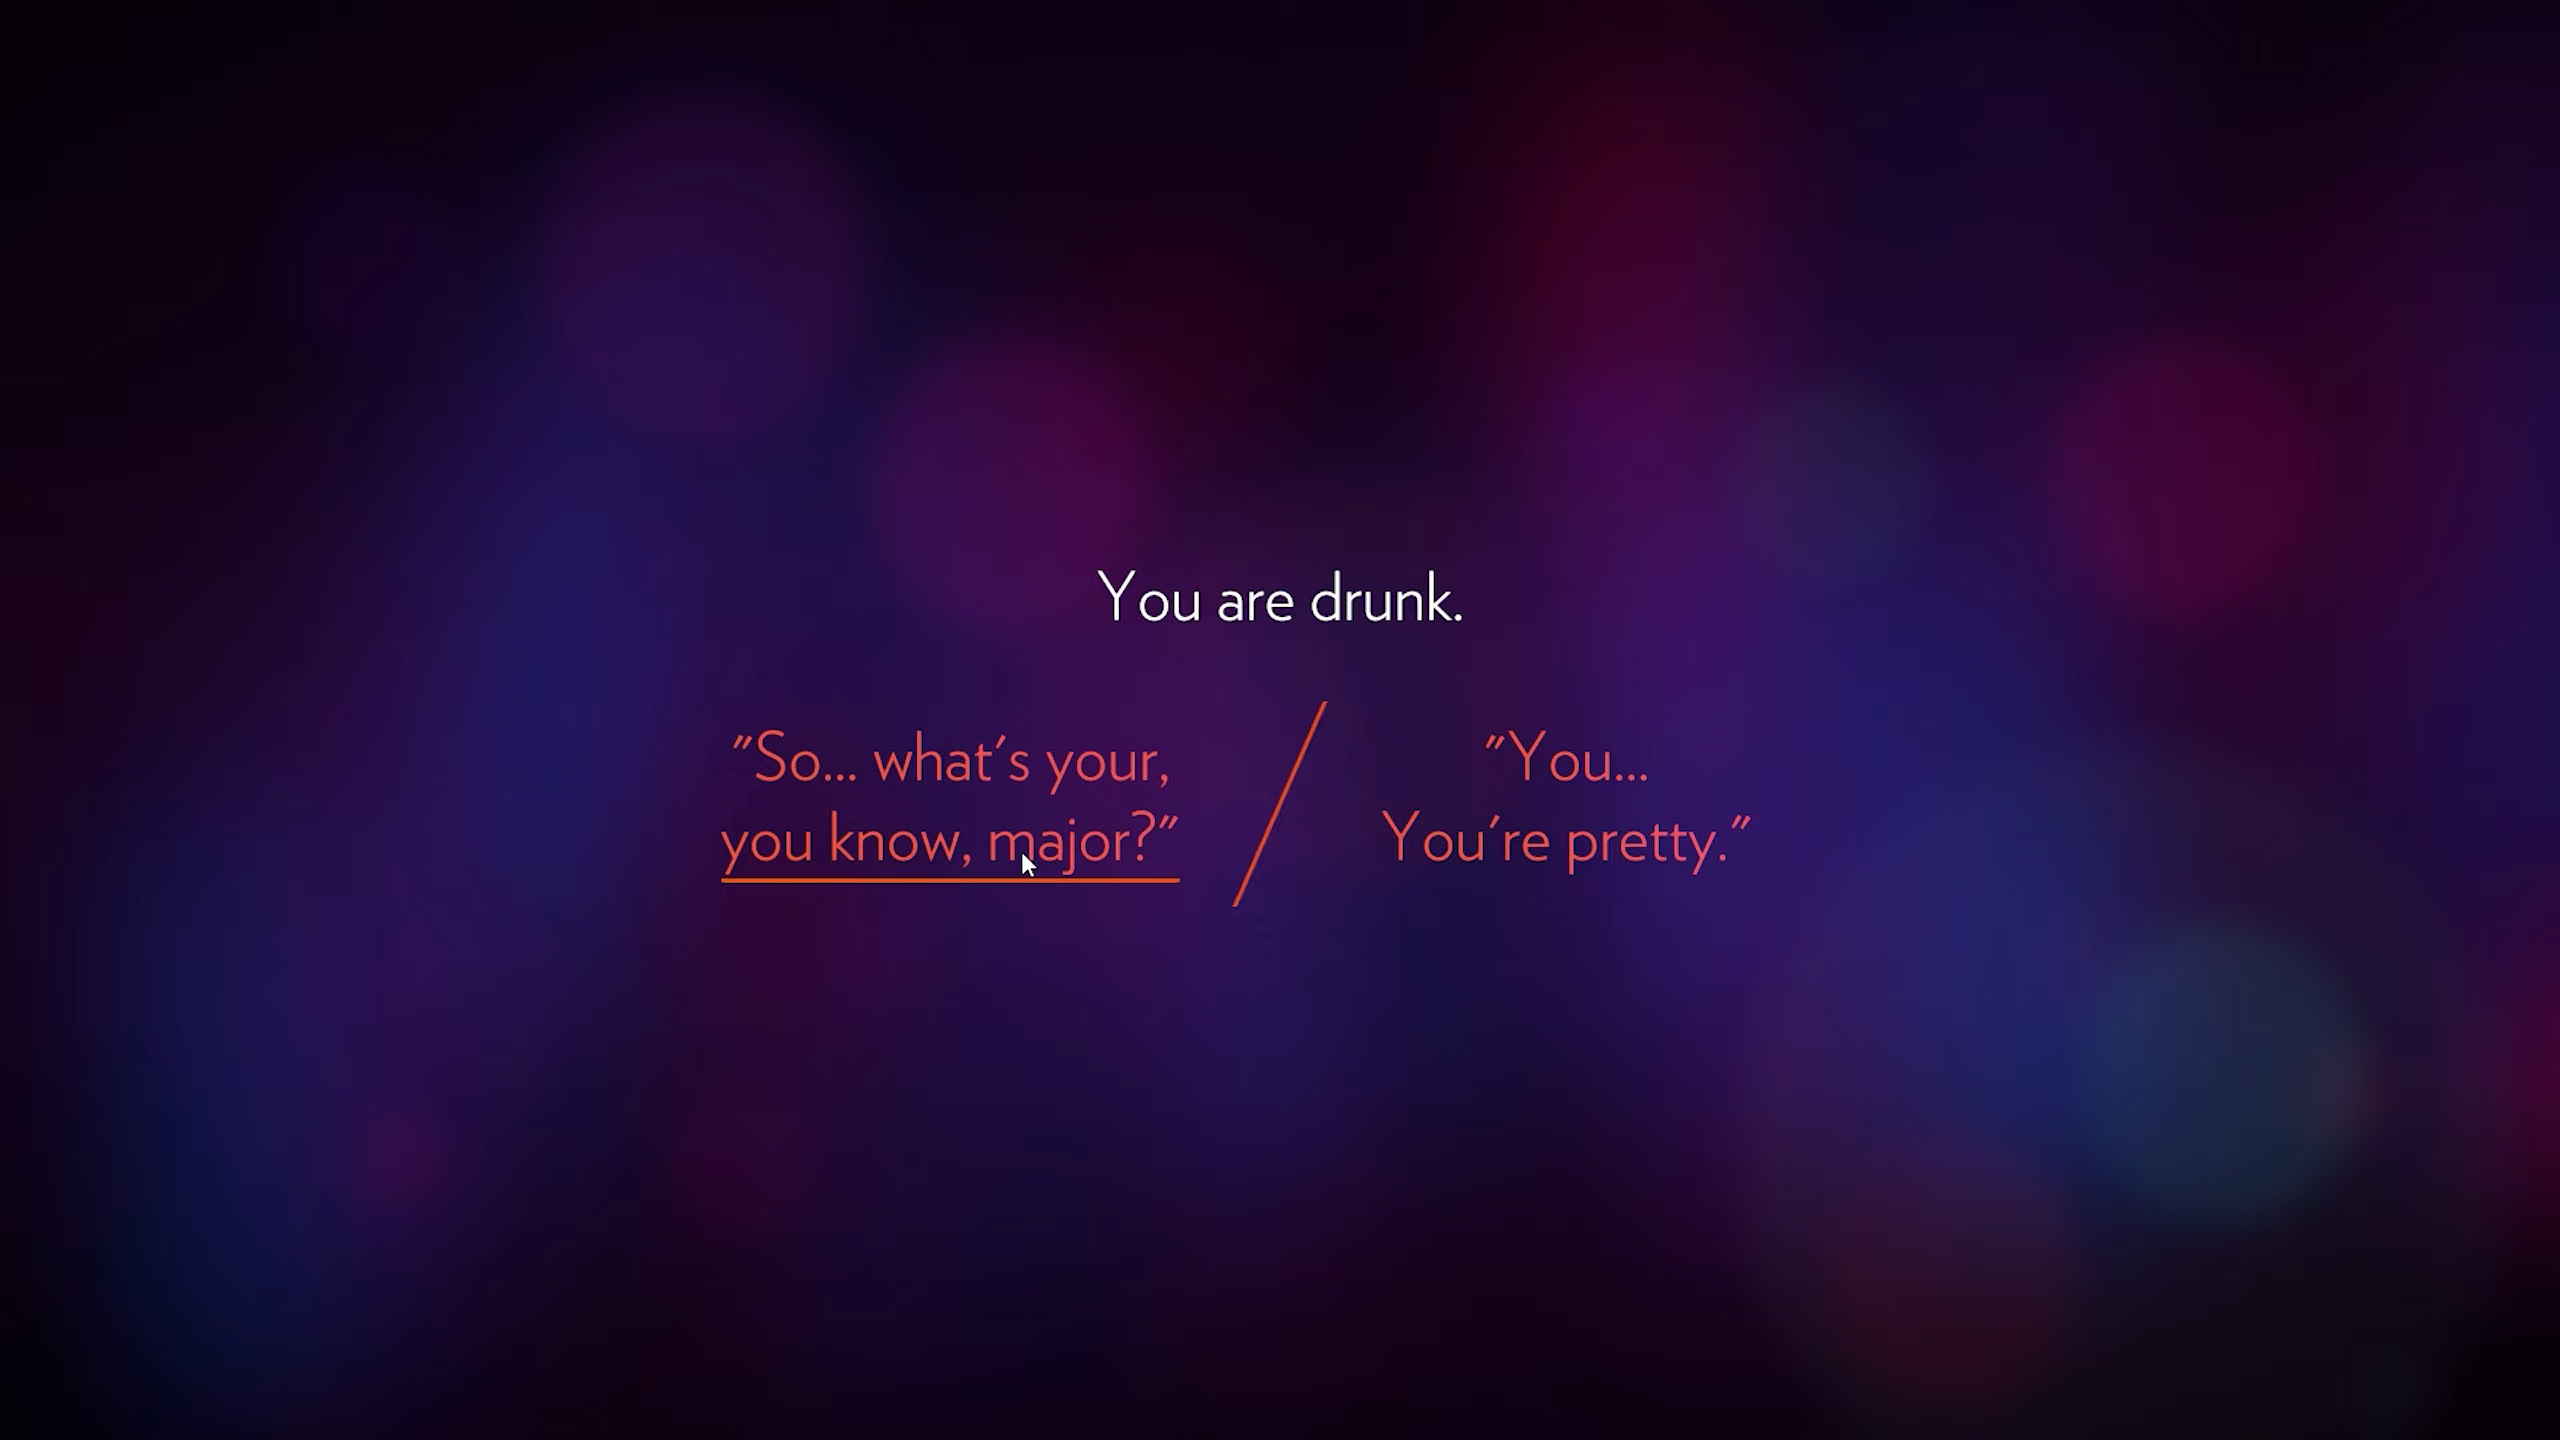 You are drunk.
"So... what's your,
you know, major?"
"You...
You're pretty."